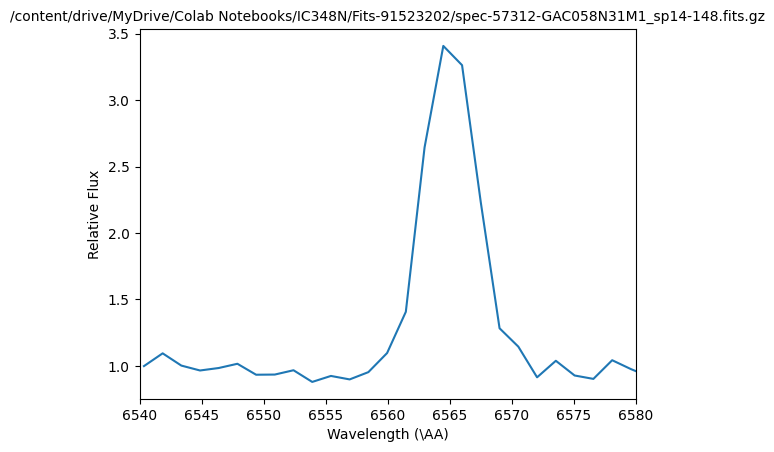 /content/drive/MyDrive/Colab Notebooks/IC348N/Fits-91523202/spec-57312-GAC058N31M1_sp14-148.fits.gz
3.5
3.0
2.5
2.0
1.5
1.0
Relative Flux
6540 6545 6550 6555 6560 6565 6570 6575 6580
Wavelength (\AA)